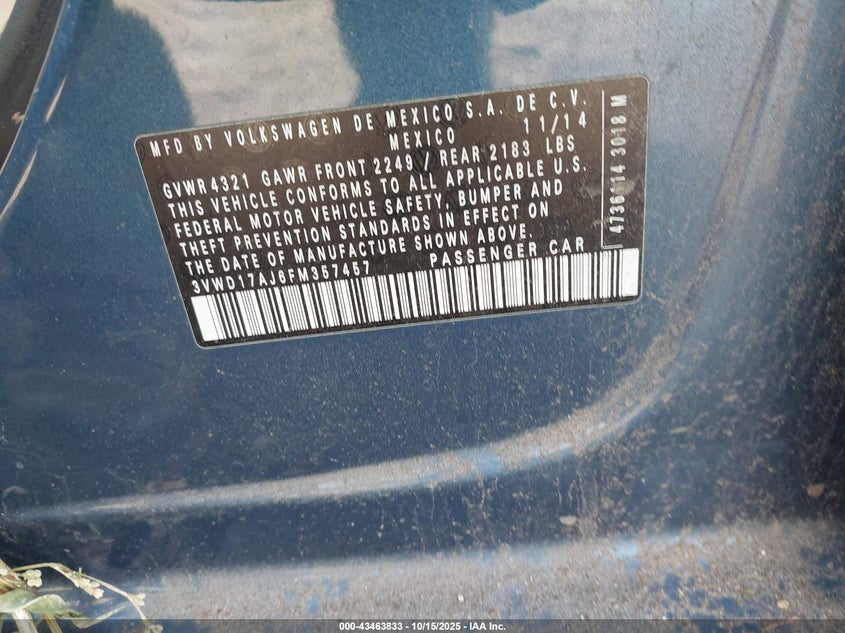 MFD BY VOLKSWAGEN DE MEXICO S.A. DE C.V.
MEXICO 11/14
GVWR 4321 GAWR FRONT 2249 / REAR 2183 LBS
THIS VEHICLE CONFORMS TO ALL APPLICABLE U.S.
FEDERAL MOTOR VEHICLE SAFETY, BUMPER AND
THEFT PREVENTION STANDARDS IN EFFECT ON
THE DATE OF MANUFACTURE SHOWN ABOVE.
3VWD17AJ6FM357457 PASSENGER CAR
4736114 3018 M
000-43463833 - 10/15/2025 - IAA Inc.